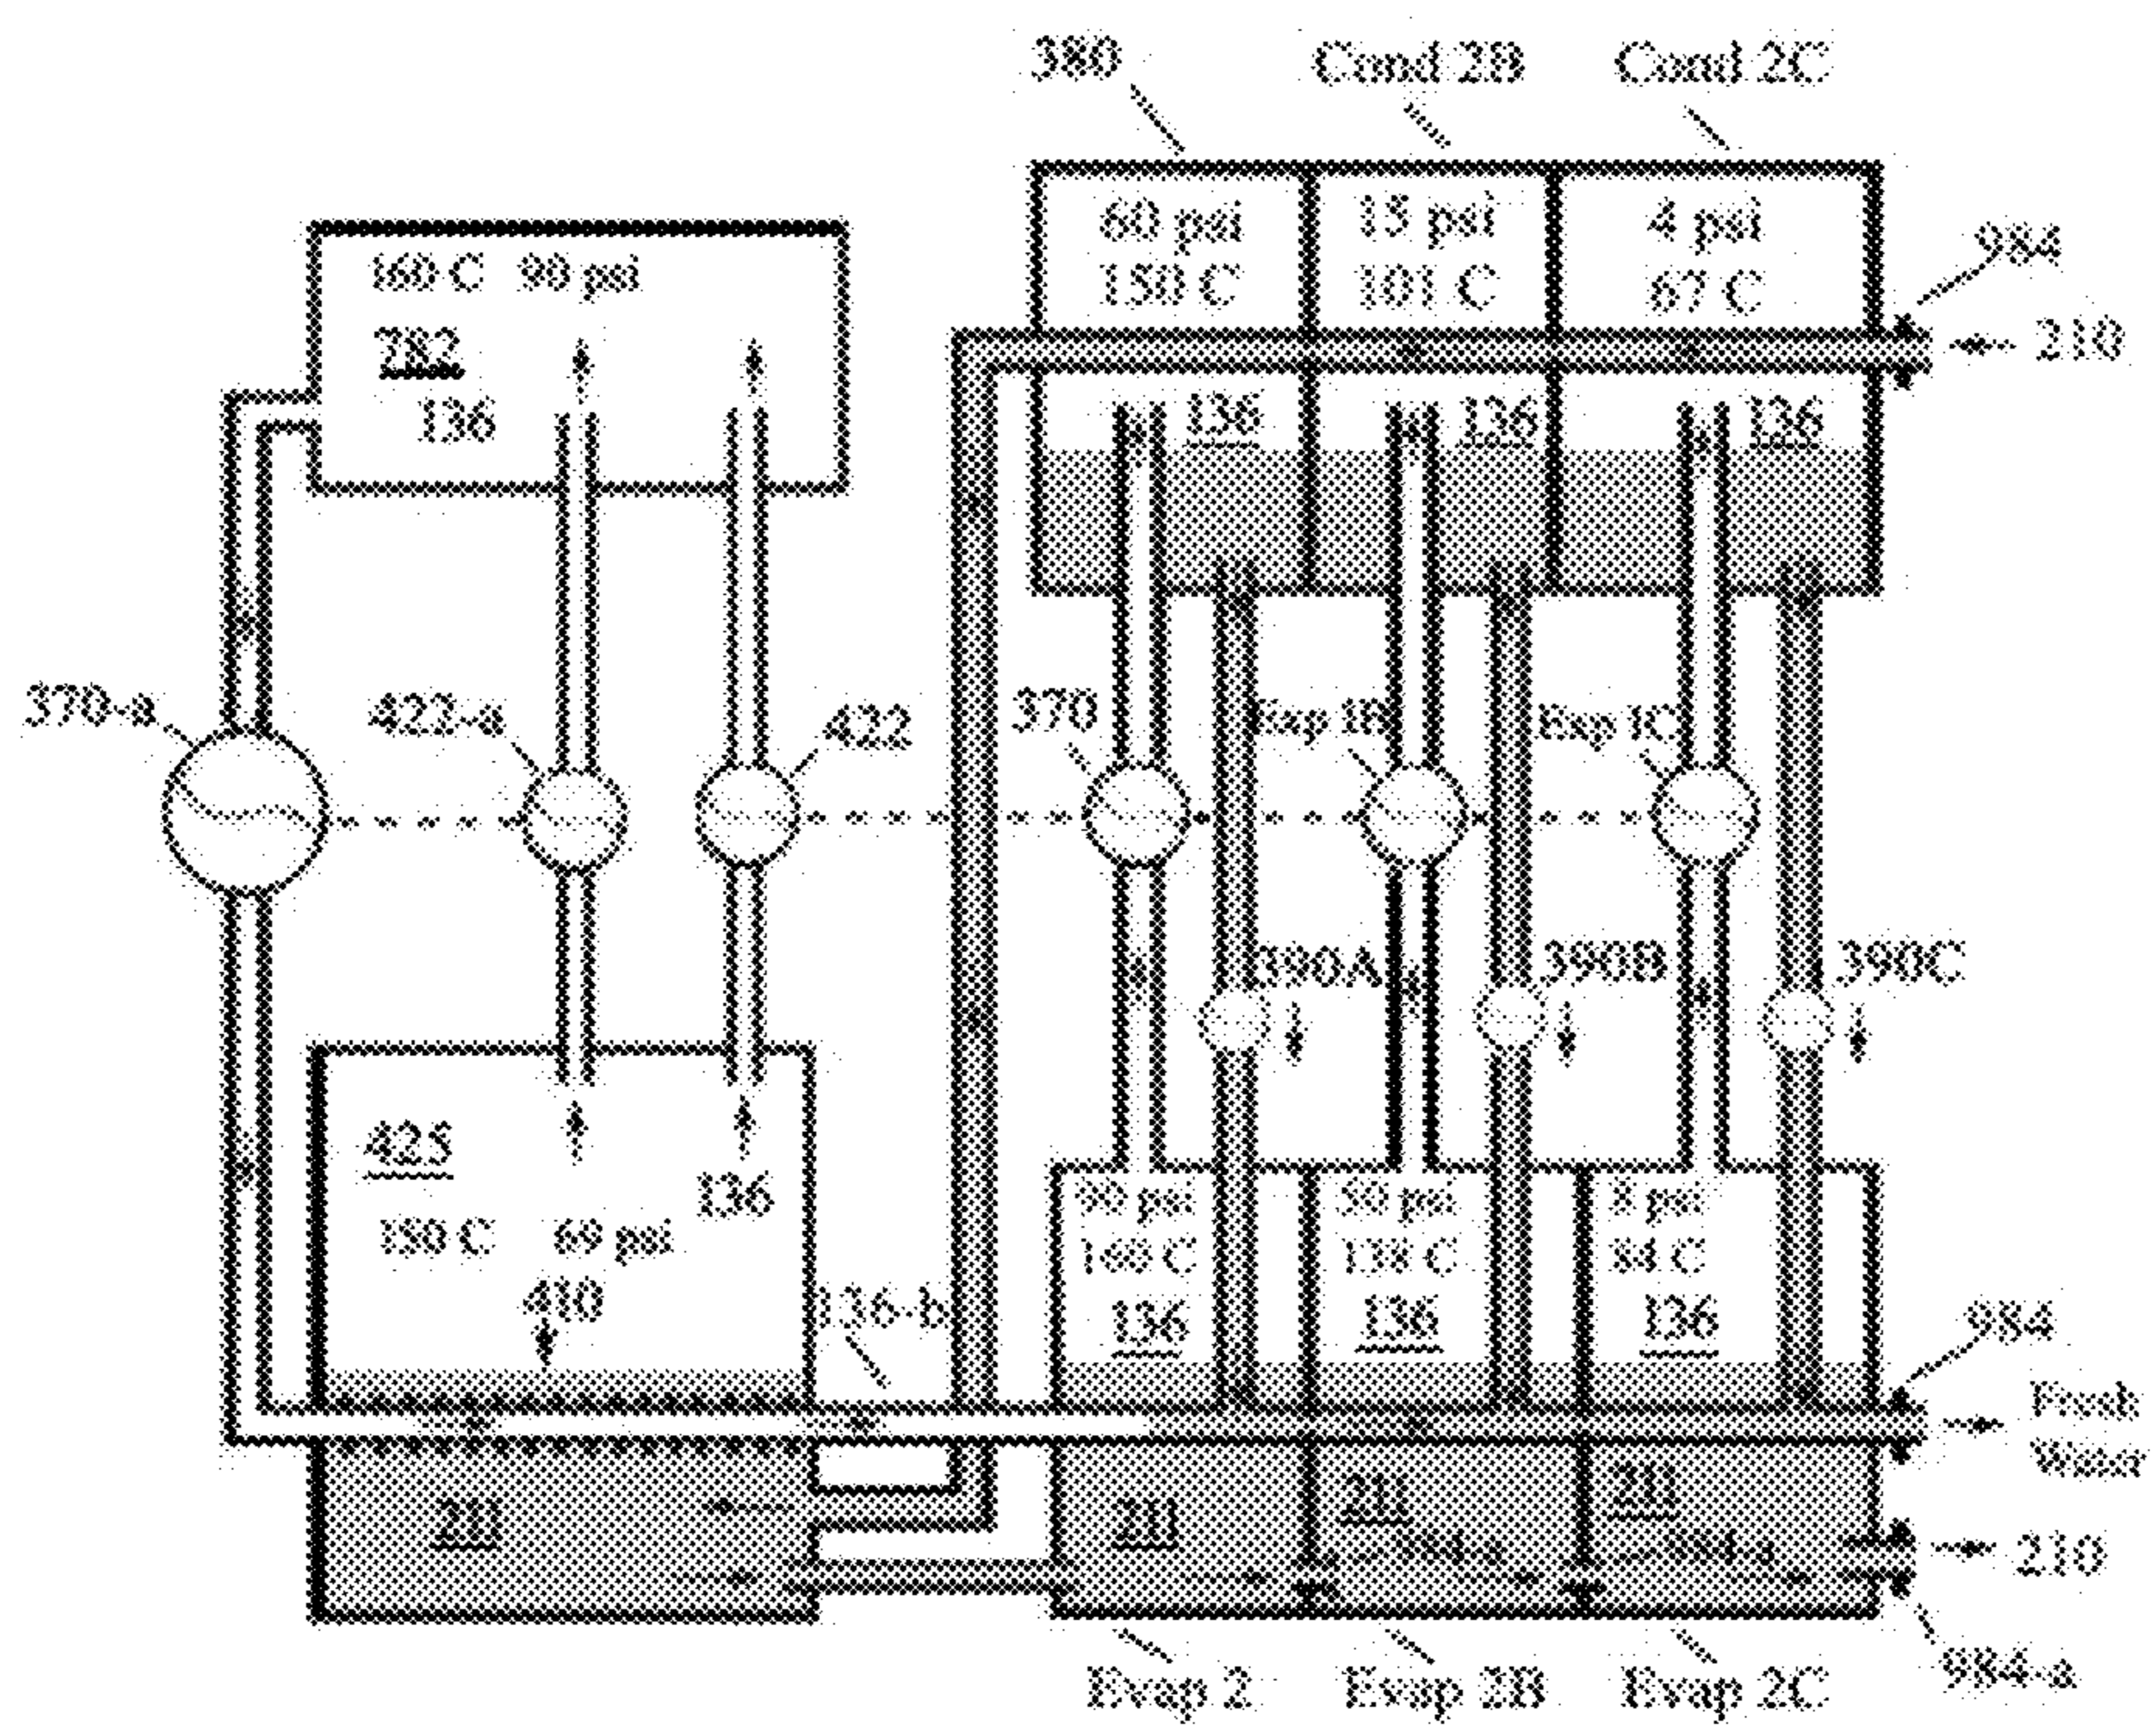 380
Cond 2B
Cond 2C
60 psi
150 C
15 psi
101 C
4 psi
67 C
984
210
160 C 90 psi
782
136
136
136
136
370-a
422-a
422
370
Exp 1B
Exp 1C
390A
390B
390C
425
136
180 C 69 psi
410
136-b
90 psi
160 C
136
50 psi
138 C
136
8 psi
84 C
136
984
Fresh
Water
211
211
211
211
984-a
984-a
210
984-a
Evap 2
Evap 2B
Evap 2C